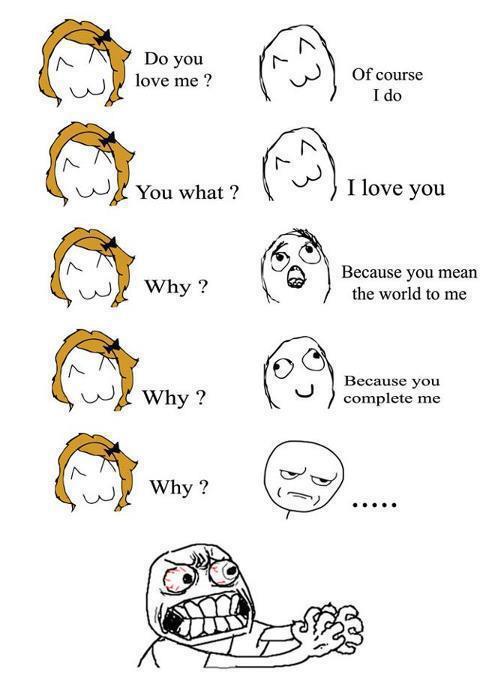 Do you
love me ?
Of course
I do
You what ?
I love you
Why ?
Because you mean
the world to me
Why ?
Because you
complete me
Why ?
.....